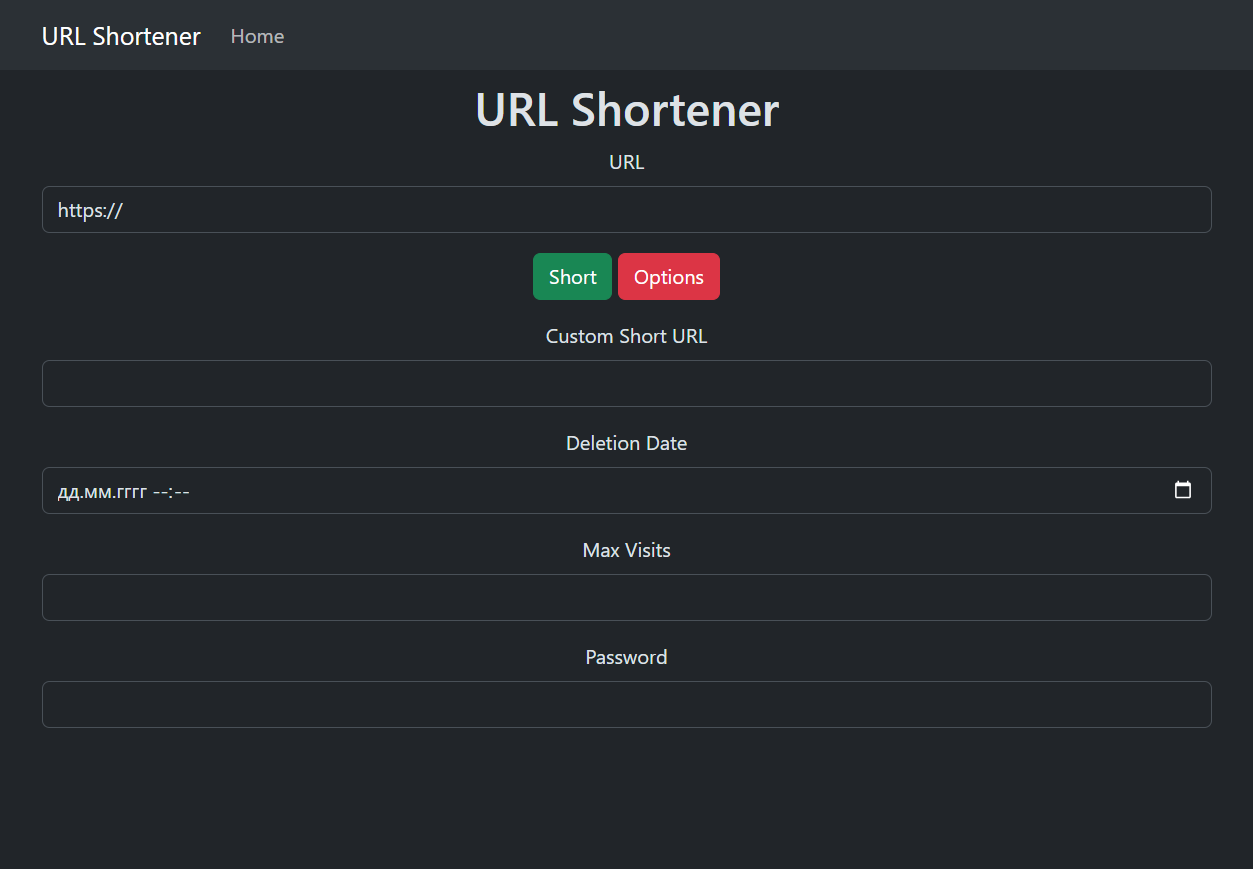 URL Shortener Home
URL Shortener
URL
https://
Short Options
Custom Short URL
Deletion Date
дд.мм.гггг --:--
Max Visits
Password